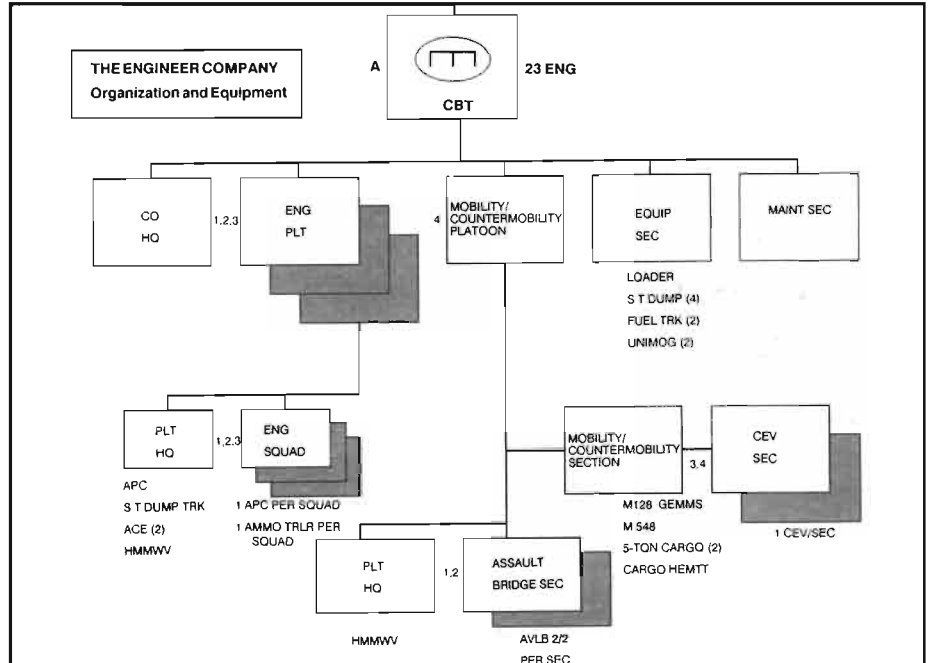 THE ENGINEER COMPANY
Organization and Equipment
A
23 ENG
CBT
CO
HQ
1,2,3
ENG
PLT
4
MOBILITY/
COUNTERMOBILITY
PLATOON
EQUIP
SEC
MAINT SEC
LOADER
S T DUMP (4)
FUEL TRK (2)
UNIMOG (2)
PLT
HQ
1,2,3
ENG
SQUAD
APC
S T DUMP TRK
ACE (2)
HMMWV
1 APC PER SQUAD
1 AMMO TRLR PER
SQUAD
MOBILITY/
COUNTERMOBILITY
SECTION
3,4
CEV
SEC
M128 GEMMS
M 548
5-TON CARGO (2)
CARGO HEMTT
1 CEV/SEC
PLT
HQ
1,2
ASSAULT
BRIDGE SEC
HMMWV
AVLB 2/2
PER SEC